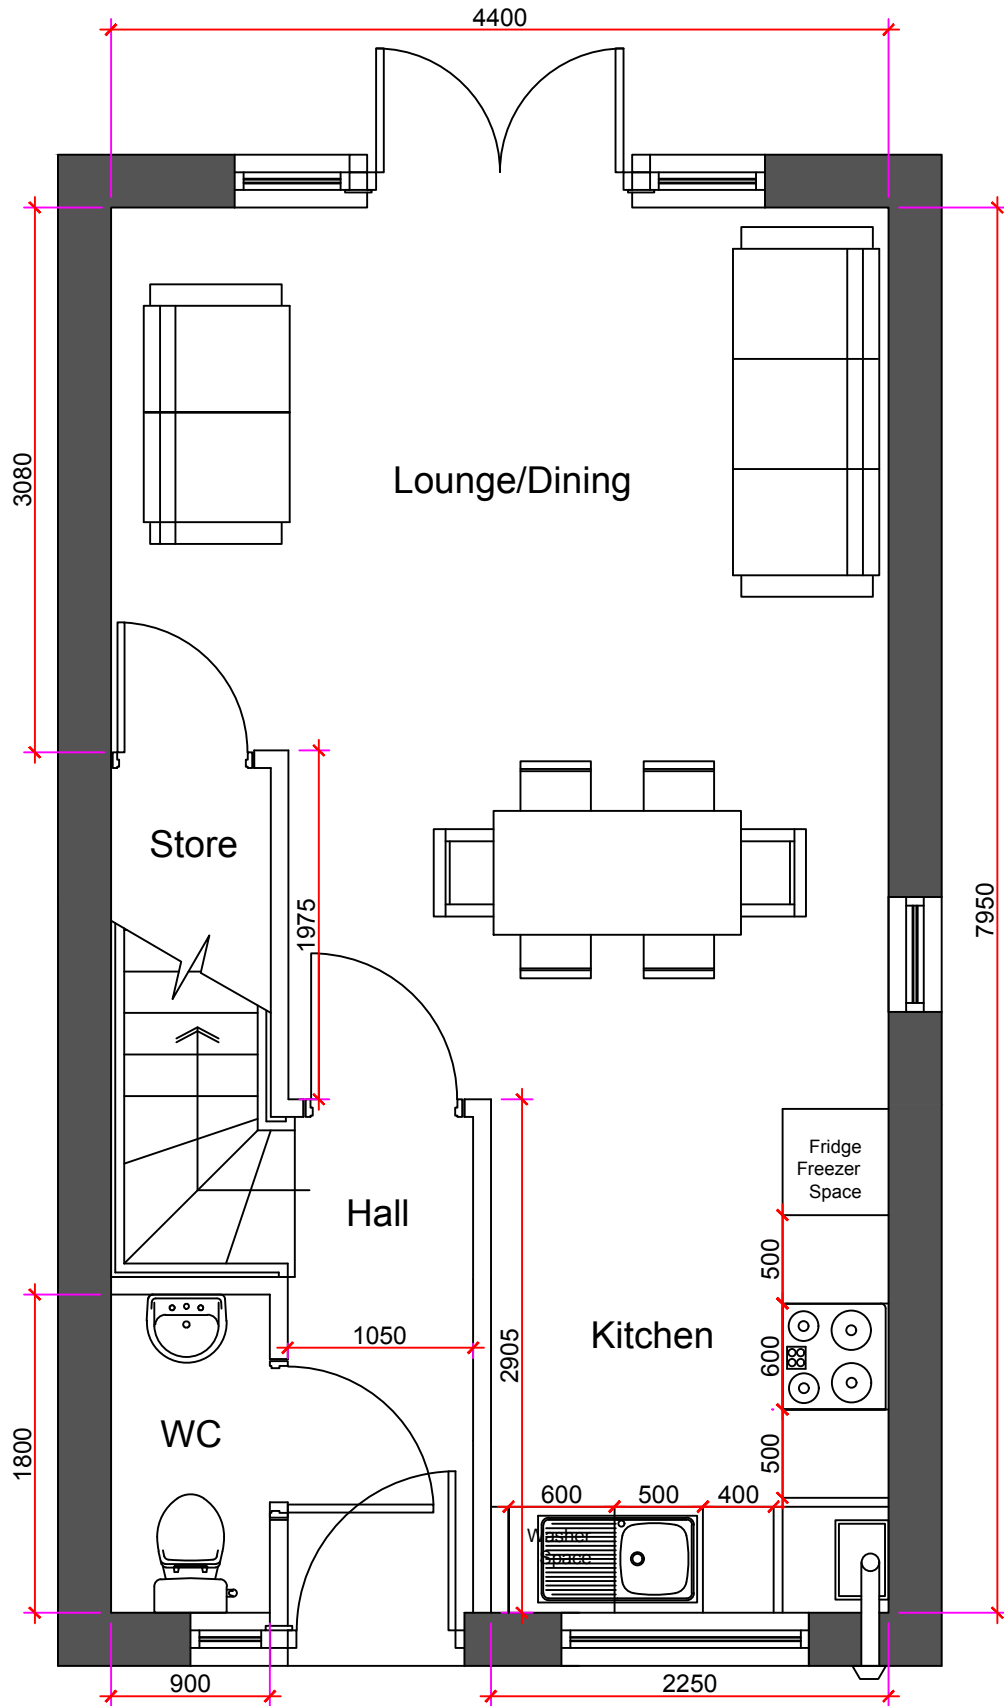 4400
3080
Lounge/Dining
Store
1975
7950
Fridge
Freezer
Space
Hall
500
1050
Kitchen
600
2905
WC
1800
500
600
500
400
Washer
Space
900
2250